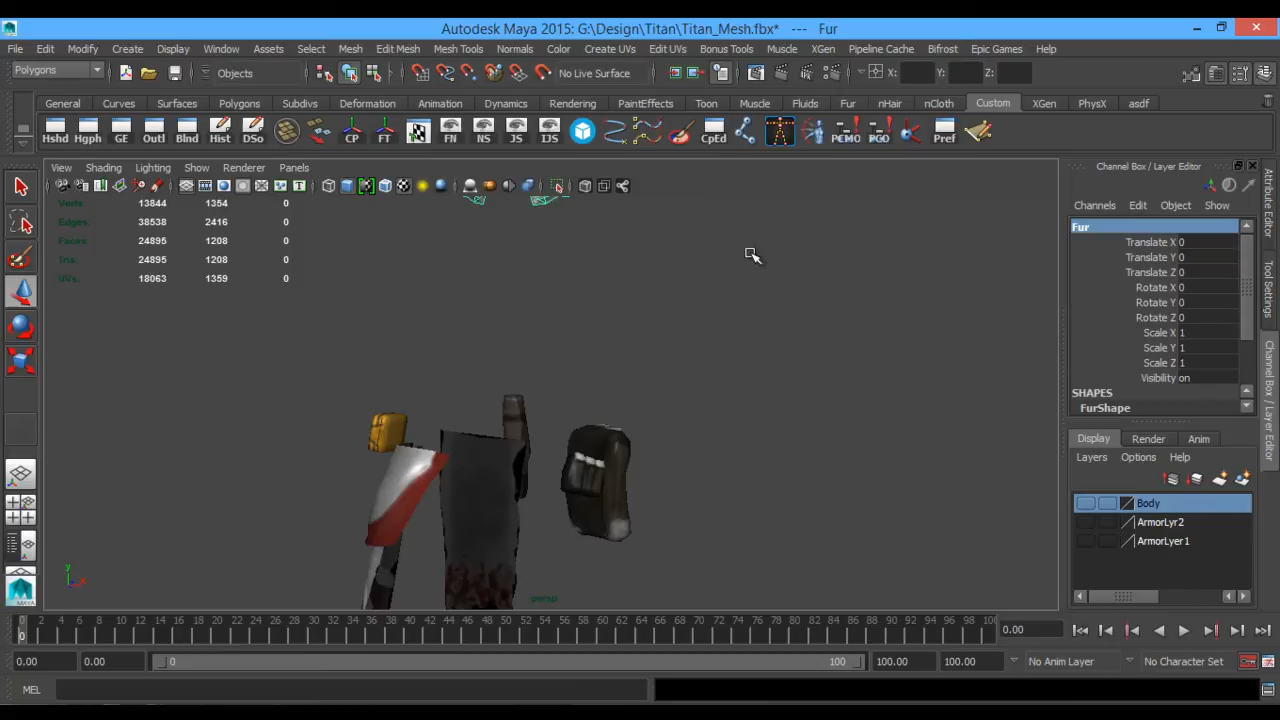 Autodesk Maya 2015: G:\Design\Titan\Titan_Mesh.fbx* --- Fur
File Edit Modify Create Display Window Assets Select Mesh Edit Mesh Mesh Tools Normals Color Create UVs Edit UVs Bonus Tools Muscle XGen Pipeline Cache Bifrost Epic Games Help
Polygons Objects No Live Surface X: Y: Z:
General Curves Surfaces Polygons Subdivs Deformation Animation Dynamics Rendering PaintEffects Toon Muscle Fluids Fur nHair nCloth Custom XGen PhysX asdf
Hshd Hgph GE Outl Blnd Hist DSo CP FT FN NS JS IJS CpEd PEMO PGO Pref
View Shading Lighting Show Renderer Panels
Verts: 13844 1354 0
Edges: 38538 2416 0
Faces: 24895 1208 0
Tris: 24895 1208 0
UVs: 18063 1359 0
y
x
persp
Channel Box / Layer Editor
Channels Edit Object Show
Fur
Translate X 0
Translate Y 0
Translate Z 0
Rotate X 0
Rotate Y 0
Rotate Z 0
Scale X 1
Scale Y 1
Scale Z 1
Visibility on
SHAPES
FurShape
Display Render Anim
Layers Options Help
Body
ArmorLyr2
ArmorLyer1
Attribute Editor
Tool Settings
Channel Box / Layer Editor
MAYA
0 2 4 6 8 10 12 14 16 18 20 22 24 26 28 30 32 34 36 38 40 42 44 46 48 50 52 54 56 58 60 62 64 66 68 70 72 74 76 78 80 82 84 86 88 90 92 94 96 98 100
0 0.00
0.00 0.00 0 100 100.00 100.00 No Anim Layer No Character Set
MEL